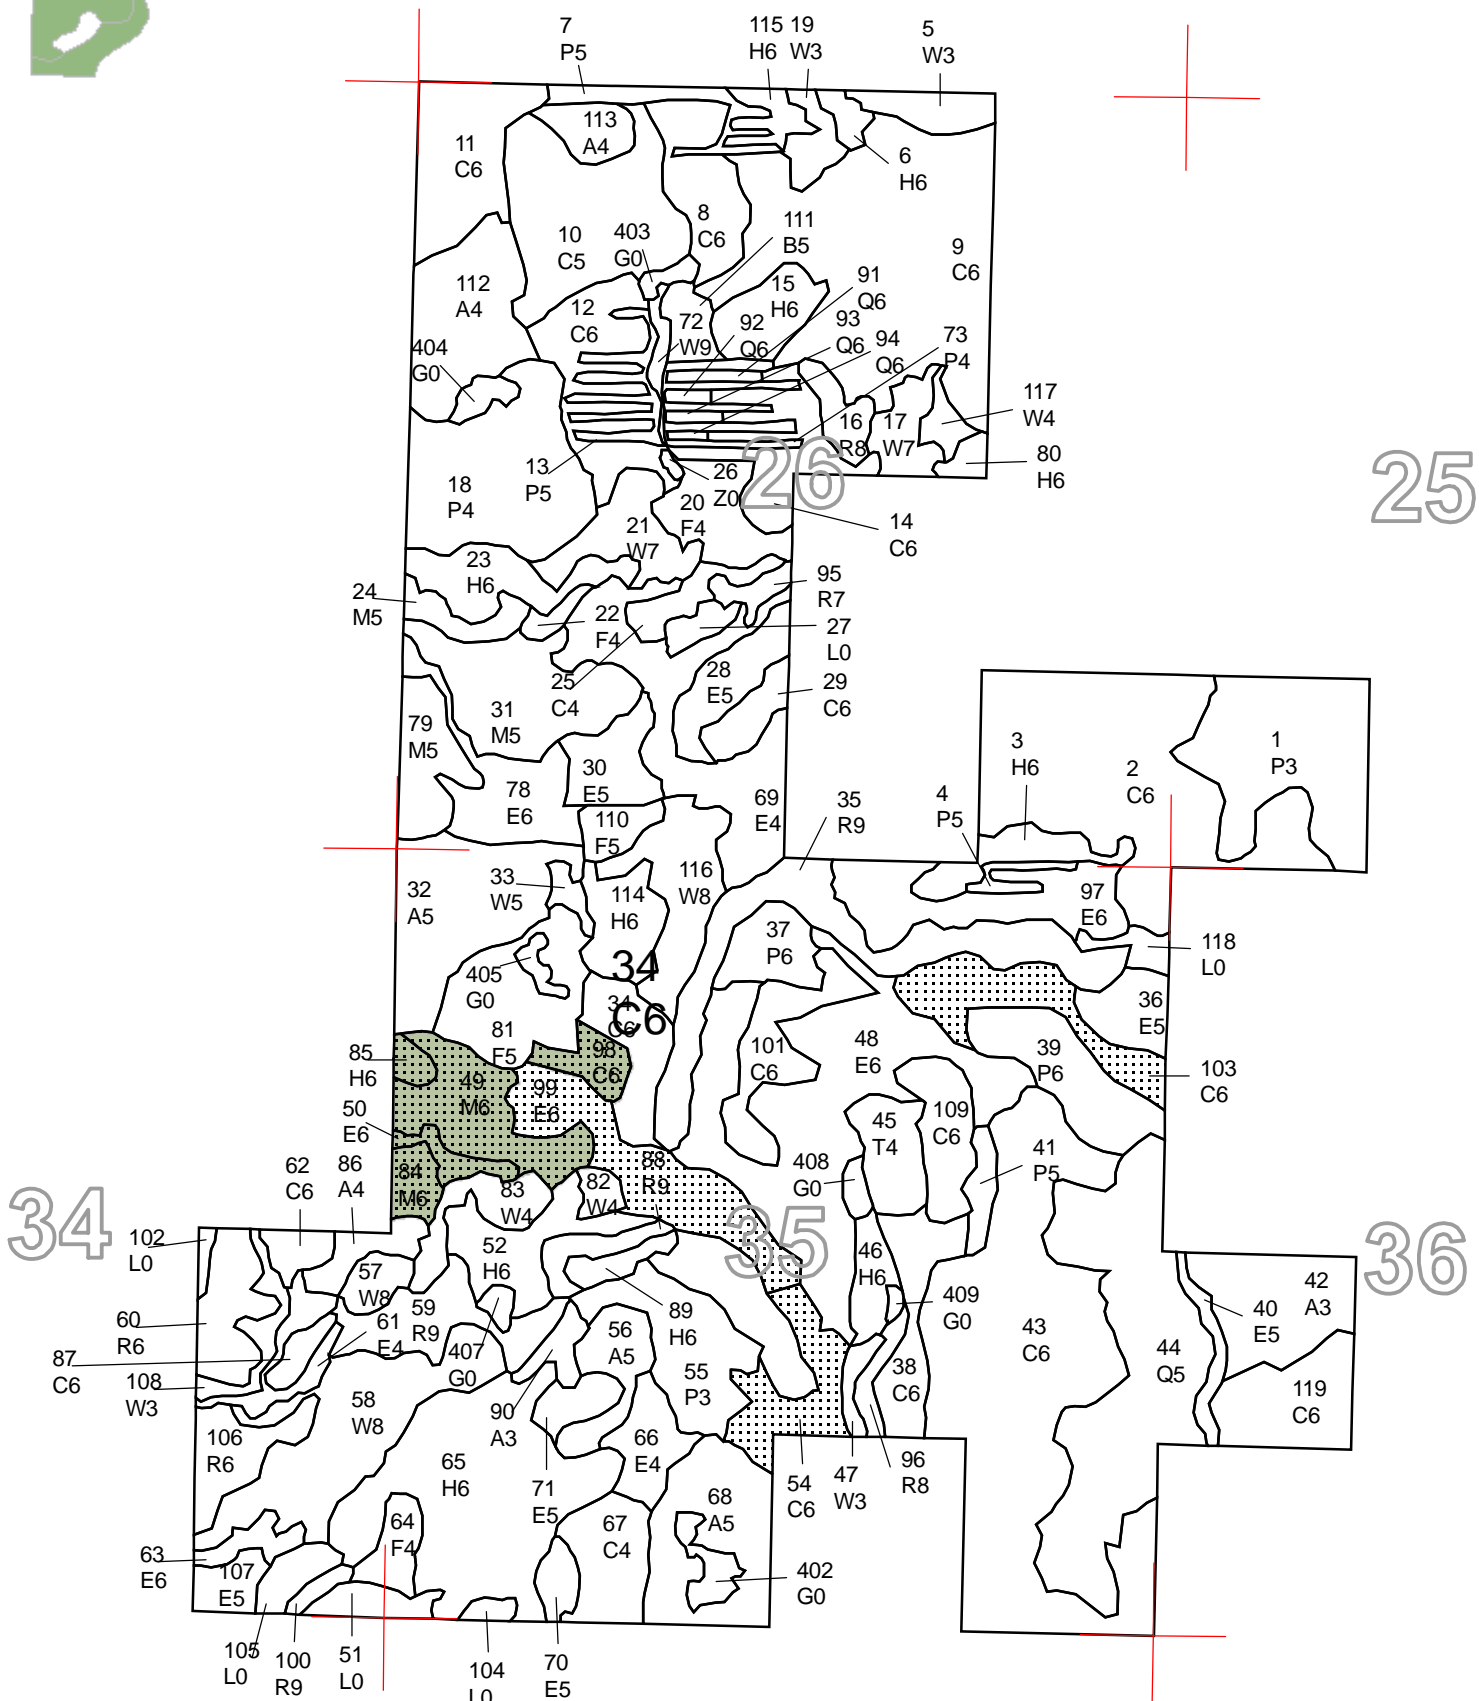 7
P5
115
H6
19
W3
5
W3
113
A4
11
C6
6
H6
8
C6
111
B5
10
C5
403
G0
9
C6
112
A4
15
H6
91
Q6
12
C6
72
W9
92
Q6
93
Q6
94
Q6
73
P4
404
G0
117
W4
16
R8
17
W7
80
H6
26
25
13
P5
18
P4
26
Z0
20
F4
14
C6
21
W7
23
H6
24
M5
95
R7
22
F4
27
L0
25
C4
28
E5
29
C6
31
M5
79
M5
30
E5
78
E6
110
F5
69
E4
35
R9
3
H6
2
C6
1
P3
4
P5
116
W8
33
W5
32
A5
114
H6
97
E6
37
P6
118
L0
34
C6
405
G0
34
C6
36
E5
81
F5
101
C6
48
E6
39
P6
103
C6
85
H6
98
C6
49
M6
99
E6
50
E6
45
T4
109
C6
41
P5
62
C6
86
A4
84
M6
83
W4
82
W4
88
R9
408
G0
34
35
36
102
L0
52
H6
46
H6
57
W8
42
A3
40
E5
409
G0
60
R6
61
E4
59
R9
89
H6
56
A5
43
C6
87
C6
407
G0
55
P3
38
C6
44
Q5
108
W3
58
W8
90
A3
119
C6
106
R6
66
E4
65
H6
71
E5
54
C6
47
W3
96
R8
68
A5
64
F4
67
C4
63
E6
107
E5
402
G0
105
L0
100
R9
51
L0
104
L0
70
E5